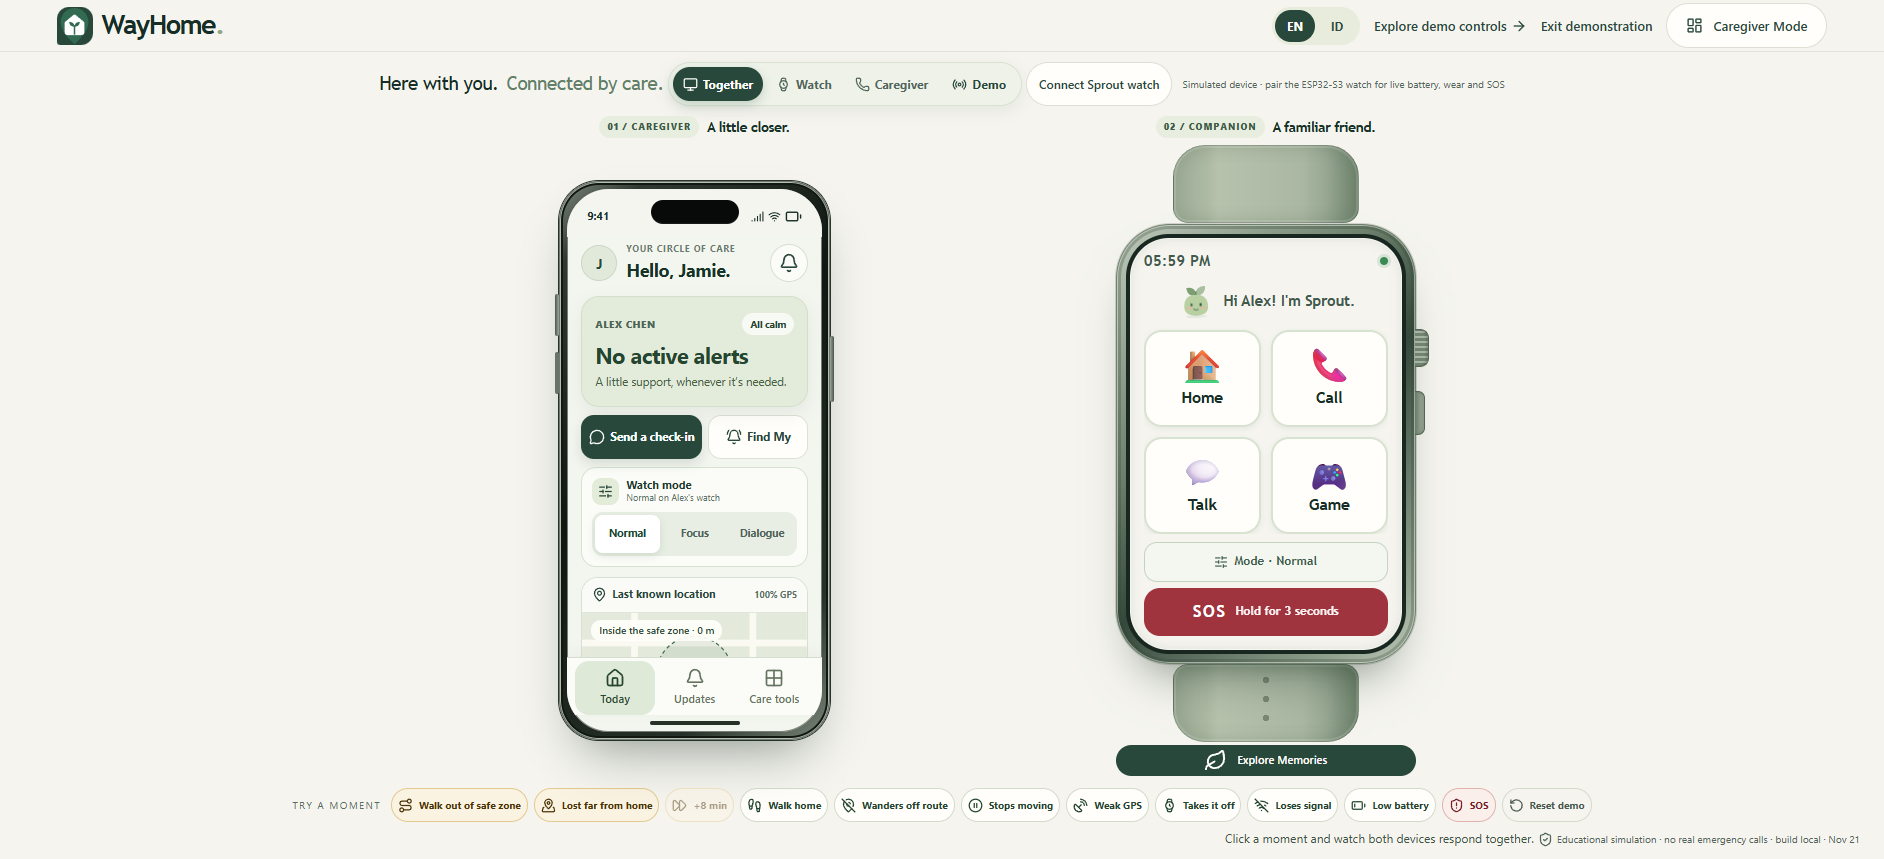 WayHome.
EN
ID
Explore demo controls →
Exit demonstration
Caregiver Mode
Here with you. Connected by care.
Together
Watch
Caregiver
Demo
Connect Sprout watch
Simulated device · pair the ESP32-S3 watch for live battery, wear and SOS
01 / CAREGIVER
A little closer.
02 / COMPANION
A familiar friend.
9:41
J
YOUR CIRCLE OF CARE
Hello, Jamie.
ALEX CHEN
All calm
No active alerts
A little support, whenever it's needed.
Send a check-in
Find My
Watch mode
Normal on Alex's watch
Normal
Focus
Dialogue
Last known location
100% GPS
Inside the safe zone · 0 m
Today
Updates
Care tools
05:59 PM
Hi Alex! I'm Sprout.
Home
Call
Talk
Game
Mode · Normal
SOS Hold for 3 seconds
Explore Memories
TRY A MOMENT
Walk out of safe zone
Lost far from home
+8 min
Walk home
Wanders off route
Stops moving
Weak GPS
Takes it off
Loses signal
Low battery
SOS
Reset demo
Click a moment and watch both devices respond together.
Educational simulation · no real emergency calls · build local · Nov 21